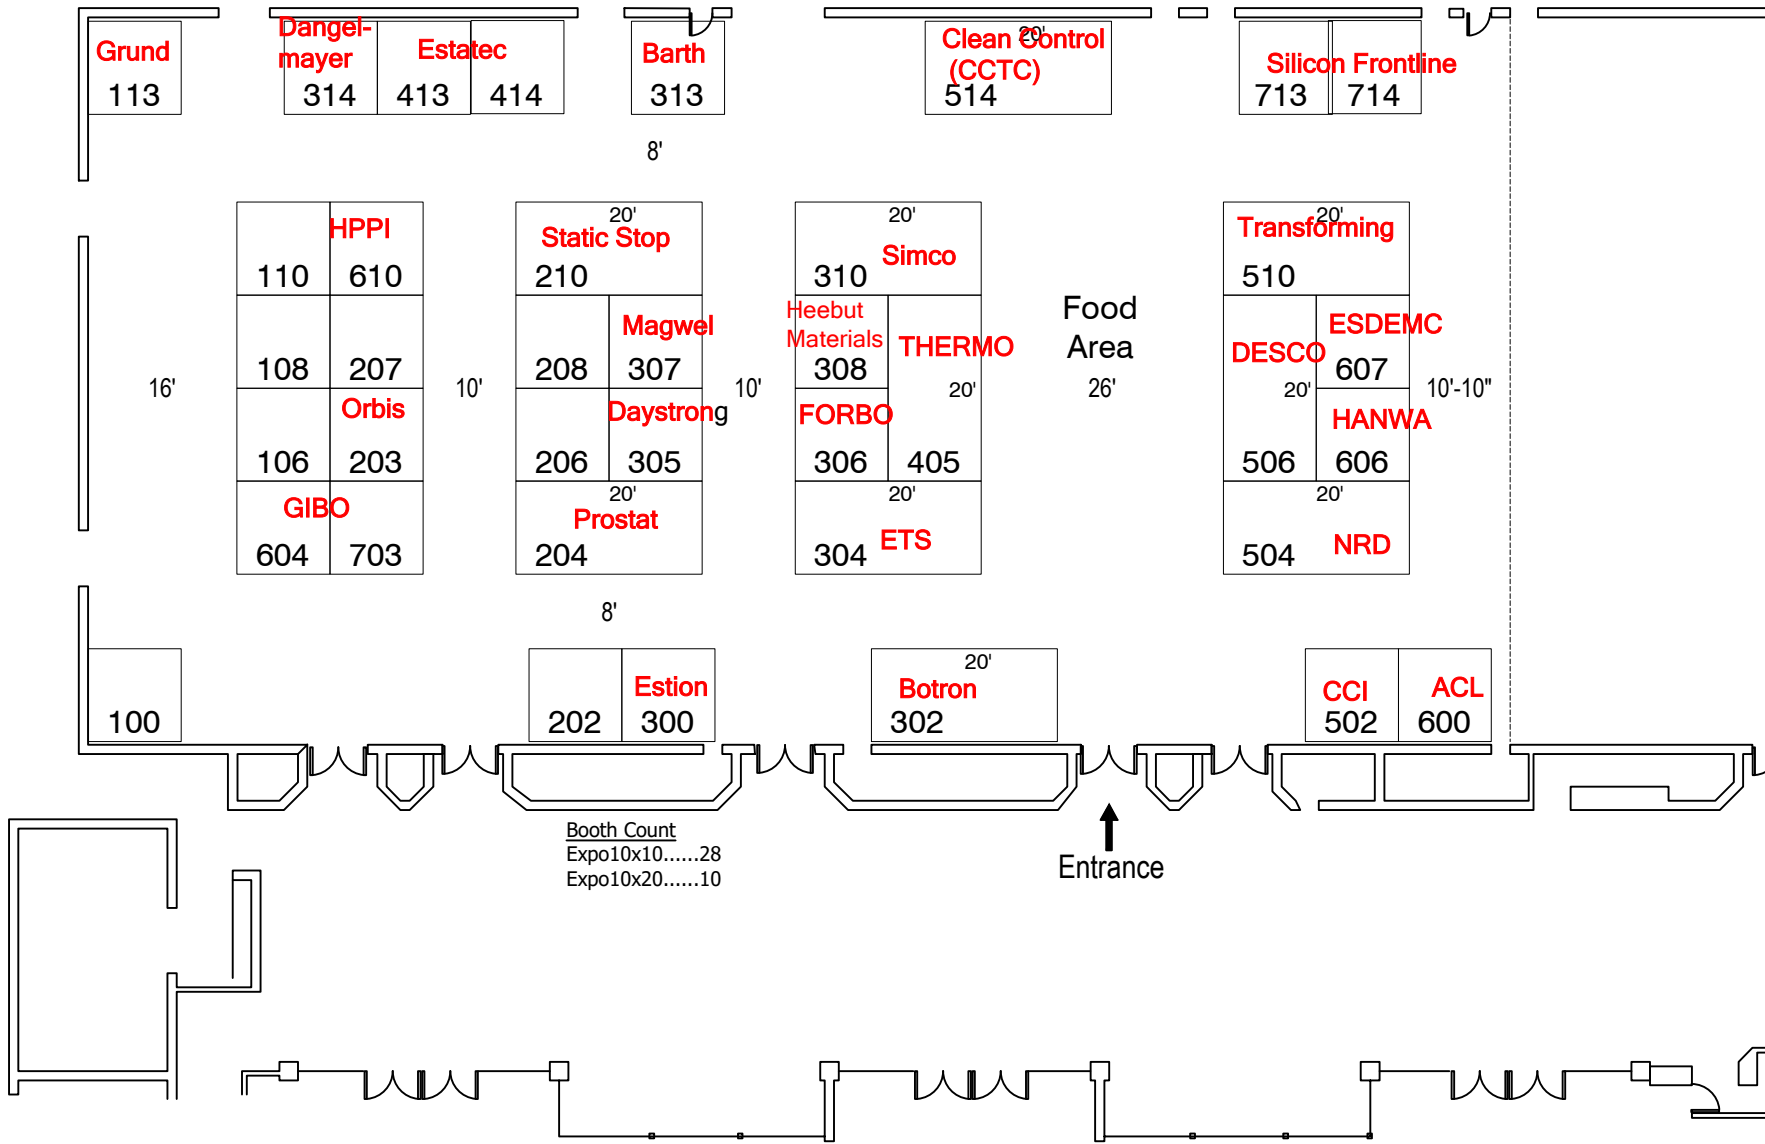 Grund
113
Dangel-
mayer
314
Estatec
413
414
Barth
313
20'
Clean Control
(CCTC)
514
Silicon Frontline
713
714
8'
HPPI
110
610
20'
Static Stop
210
20'
Simco
310
20'
Transforming
510
108
207
208
Magwel
307
Heebut
Materials
308
THERMO
20'
405
Food
Area
26'
DESCO
20'
506
ESDEMC
607
16'
10'
10'
10'-10"
106
Orbis
203
206
Daystrong
305
FORBO
306
HANWA
606
GIBO
604
703
20'
Prostat
204
20'
ETS
304
20'
NRD
504
8'
100
202
Estion
300
20'
Botron
302
CCI
502
ACL
600
Booth Count
Expo10x10......28
Expo10x20......10
Entrance